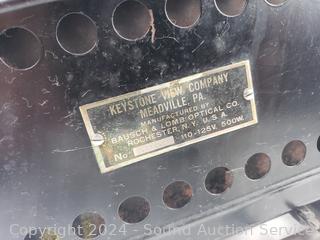 KEYSTONE VIEW COMPANY
MEADVILLE, PA.
MANUFACTURED BY
BAUSCH & LOMB OPTICAL CO.
ROCHESTER, N.Y. U.S.A.
No. 110-125V. 500W.
Copyright 2024 - Sound Auction Service